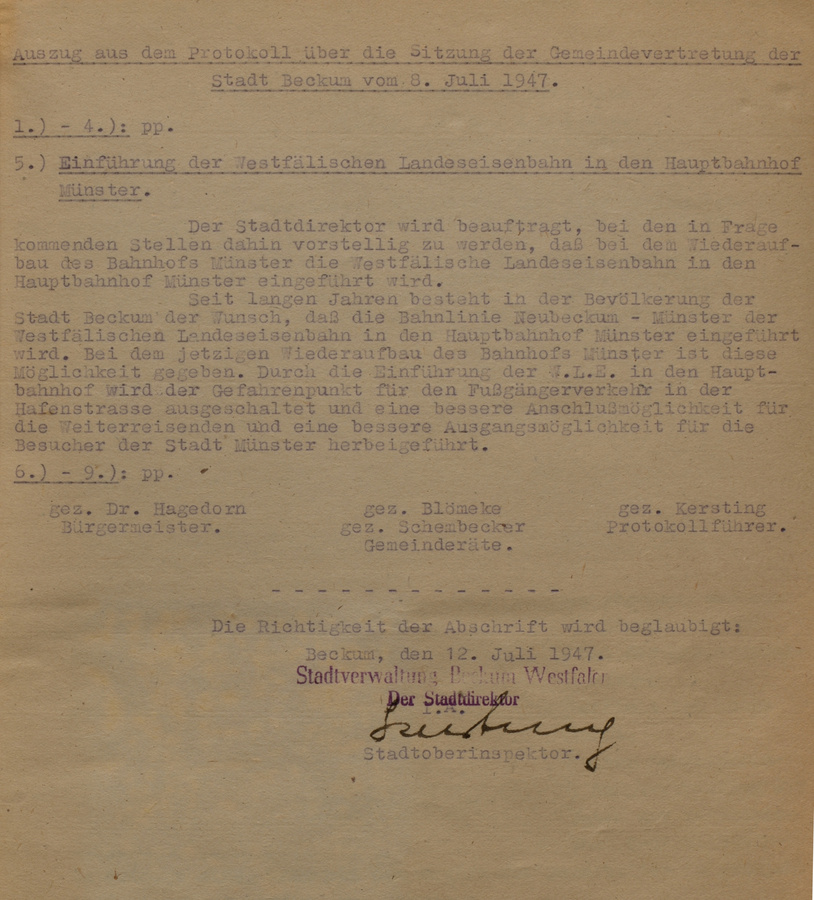 Auszug aus dem Protokoll über die Sitzung der Gemeindevertretung der
Stadt Beckum vom 8. Juli 1947.
1.) - 4.): pp.
5.) Einführung der Westfälischen Landeseisenbahn in den Hauptbahnhof
Münster.
Der Stadtdirektor wird beauftragt, bei den in Frage
kommenden Stellen dahin vorstellig zu werden, daß bei dem Wiederauf-
bau des Bahnhofs Münster die Westfälische Landeseisenbahn in den
Hauptbahnhof Münster eingeführt wird.
Seit langen Jahren besteht in der Bevölkerung der
Stadt Beckum der Wunsch, daß die Bahnlinie Neubeckum - Münster der
Westfälischen Landeseisenbahn in den Hauptbahnhof Münster eingeführt
wird. Bei dem jetzigen Wiederaufbau des Bahnhofs Münster ist diese
Möglichkeit gegeben. Durch die Einführung der W.L.E. in den Haupt-
bahnhof wird der Gefahrenpunkt für den Fußgängerverkehr in der
Hafenstrasse ausgeschaltet und eine bessere Anschlußmöglichkeit für
die Weiterreisenden und eine bessere Ausgangsmöglichkeit für die
Besucher der Stadt Münster herbeigeführt.
6.) - 9.): pp.
gez. Dr. Hagedorn gez. Blömeke gez. Kersting
Bürgermeister. gez. Schembecker Protokollführer.
Gemeinderäte.
- - - - - - - - - - - - -
Die Richtigkeit der Abschrift wird beglaubigt:
Beckum, den 12. Juli 1947.
Stadtverwaltung Beckum Westfalen
Der Stadtdirektor
I.A.
Stadtoberinspektor.